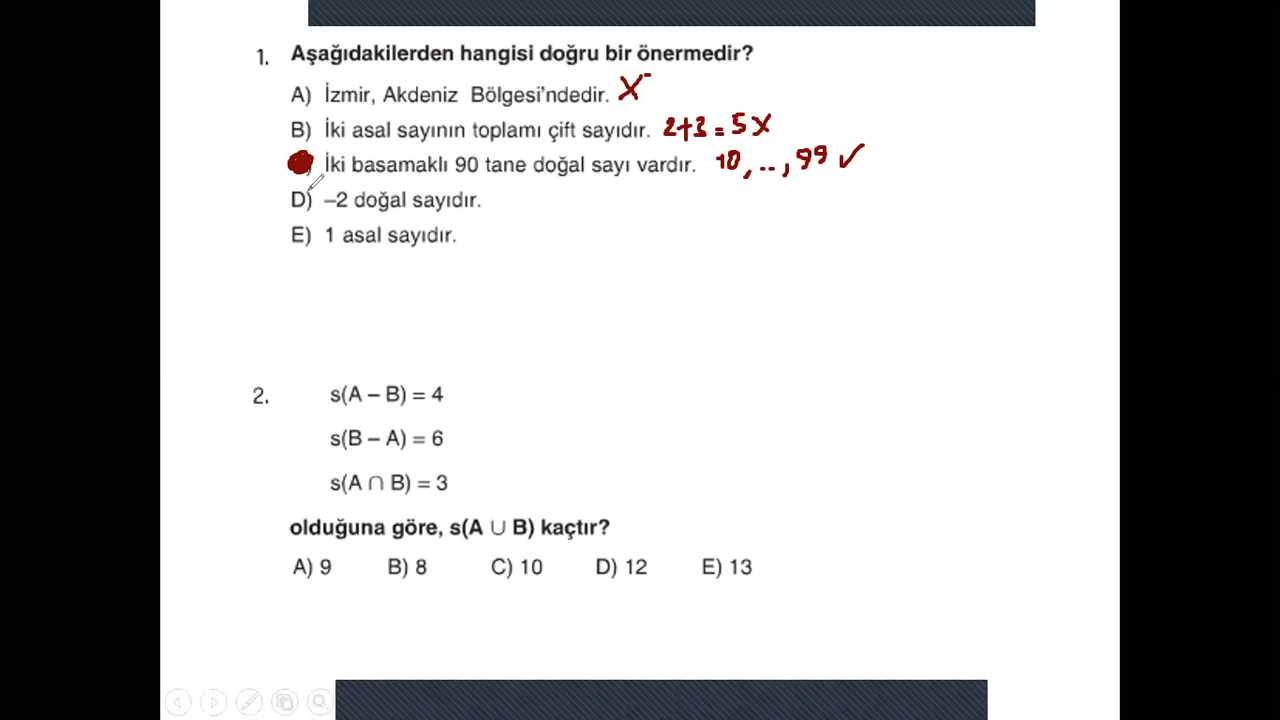 1. Aşağıdakilerden hangisi doğru bir önermedir?
A) İzmir, Akdeniz Bölgesi'ndedir. X
B) İki asal sayının toplamı çift sayıdır. 2+3=5 X
İki basamaklı 90 tane doğal sayı vardır. 10, .., 99 ✓
D) –2 doğal sayıdır.
E) 1 asal sayıdır.
2. s(A – B) = 4
s(B – A) = 6
s(A ∩ B) = 3
olduğuna göre, s(A ∪ B) kaçtır?
A) 9 B) 8 C) 10 D) 12 E) 13